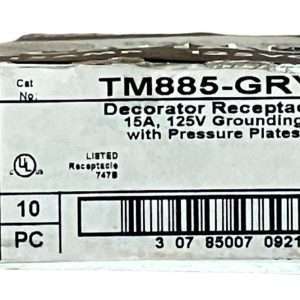 Cat
No:
TM885-GRY
Decorator Receptac
15A, 125V Grounding
with Pressure Plates
UL
LISTED
Receptacle
747B
10
PC
3 07 85007 0921